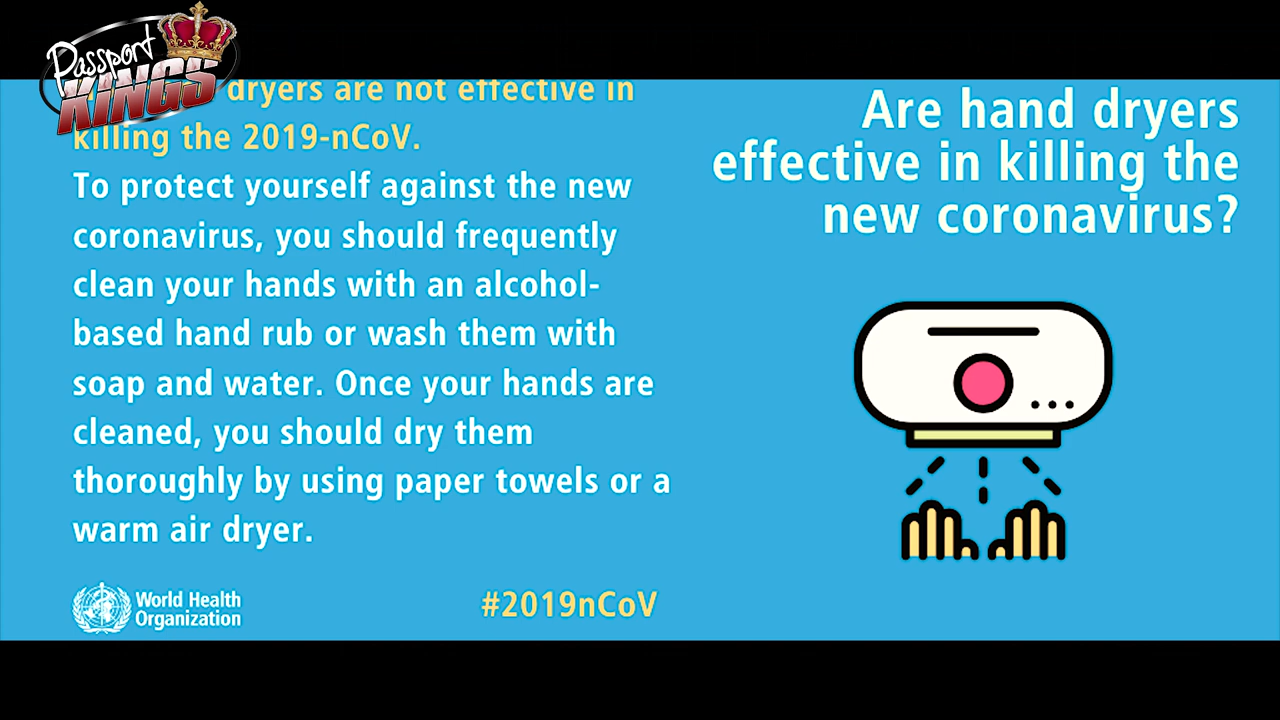 Passport
KINGS
dryers are not effective in
killing the 2019-nCoV.
To protect yourself against the new
coronavirus, you should frequently
clean your hands with an alcohol-
based hand rub or wash them with
soap and water. Once your hands are
cleaned, you should dry them
thoroughly by using paper towels or a
warm air dryer.
World Health
Organization
#2019nCoV
Are hand dryers
effective in killing the
new coronavirus?